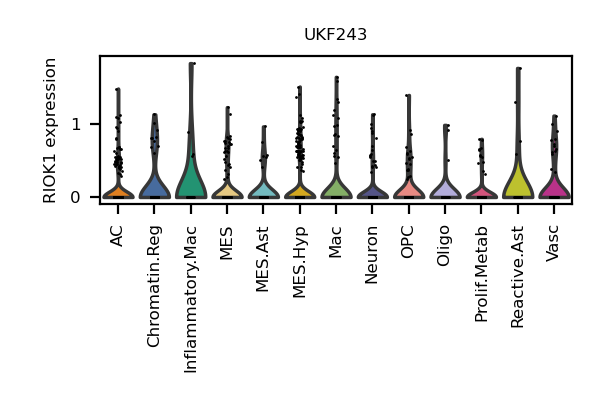 UKF243
RIOK1 expression
1
0
AC
Chromatin.Reg
Inflammatory.Mac
MES
MES.Ast
MES.Hyp
Mac
Neuron
OPC
Oligo
Prolif.Metab
Reactive.Ast
Vasc